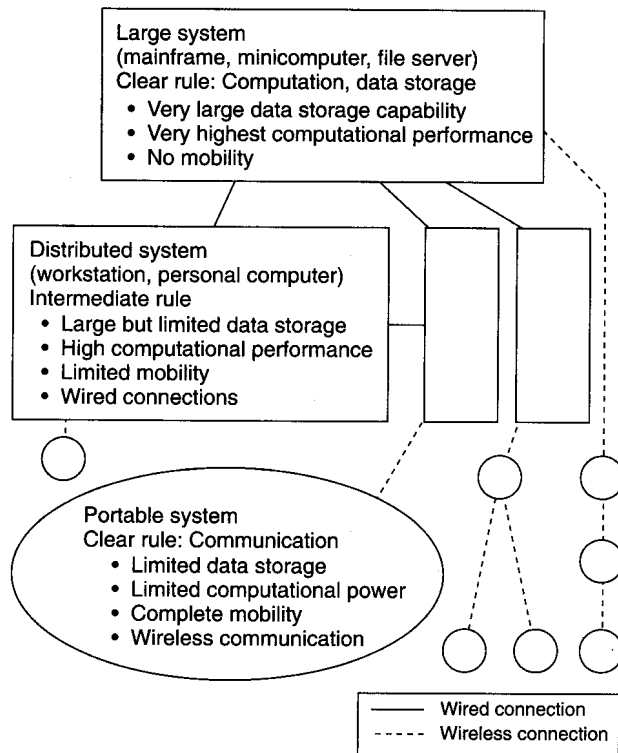 Large system
(mainframe, minicomputer, file server)
Clear rule: Computation, data storage
• Very large data storage capability
• Very highest computational performance
• No mobility
Distributed system
(workstation, personal computer)
Intermediate rule
• Large but limited data storage
• High computational performance
• Limited mobility
• Wired connections
Portable system
Clear rule: Communication
• Limited data storage
• Limited computational power
• Complete mobility
• Wireless communication
Wired connection
Wireless connection